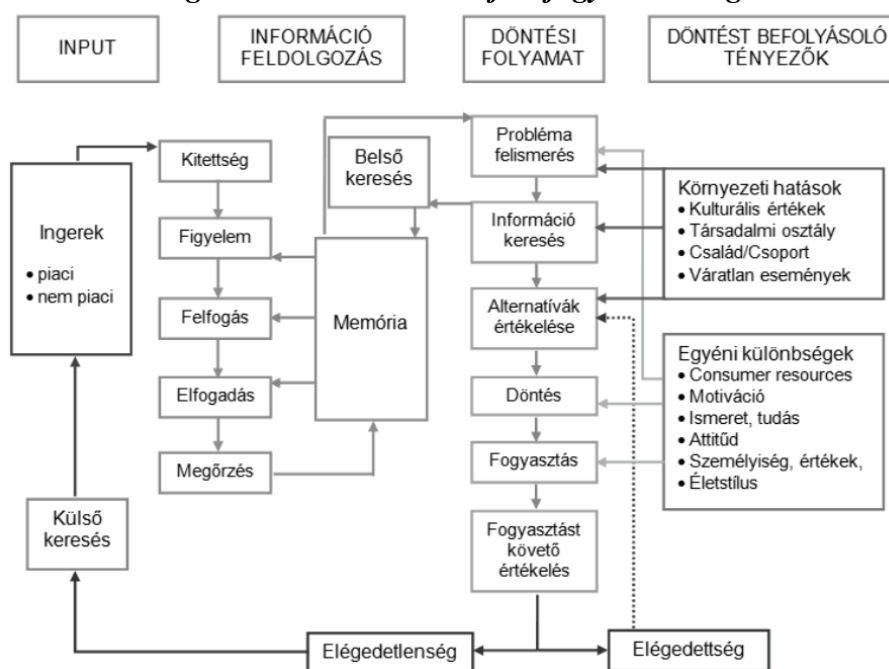 INPUT
INFORMÁCIÓ
FELDOLGOZÁS
DÖNTÉSI
FOLYAMAT
DÖNTÉST BEFOLYÁSOLÓ
TÉNYEZŐK
Ingerek
• piaci
• nem piaci
Külső
keresés
Kitettség
Figyelem
Felfogás
Elfogadás
Megőrzés
Belső
keresés
Memória
Probléma
felismerés
Információ
keresés
Alternatívák
értékelése
Döntés
Fogyasztás
Fogyasztást
követő
értékelés
Környezeti hatások
• Kulturális értékek
• Társadalmi osztály
• Család/Csoport
• Váratlan események
Egyéni különbségek
• Consumer resources
• Motiváció
• Ismeret, tudás
• Attitűd
• Személyiség, értékek,
• Életstílus
Elégedetlenség
Elégedettség